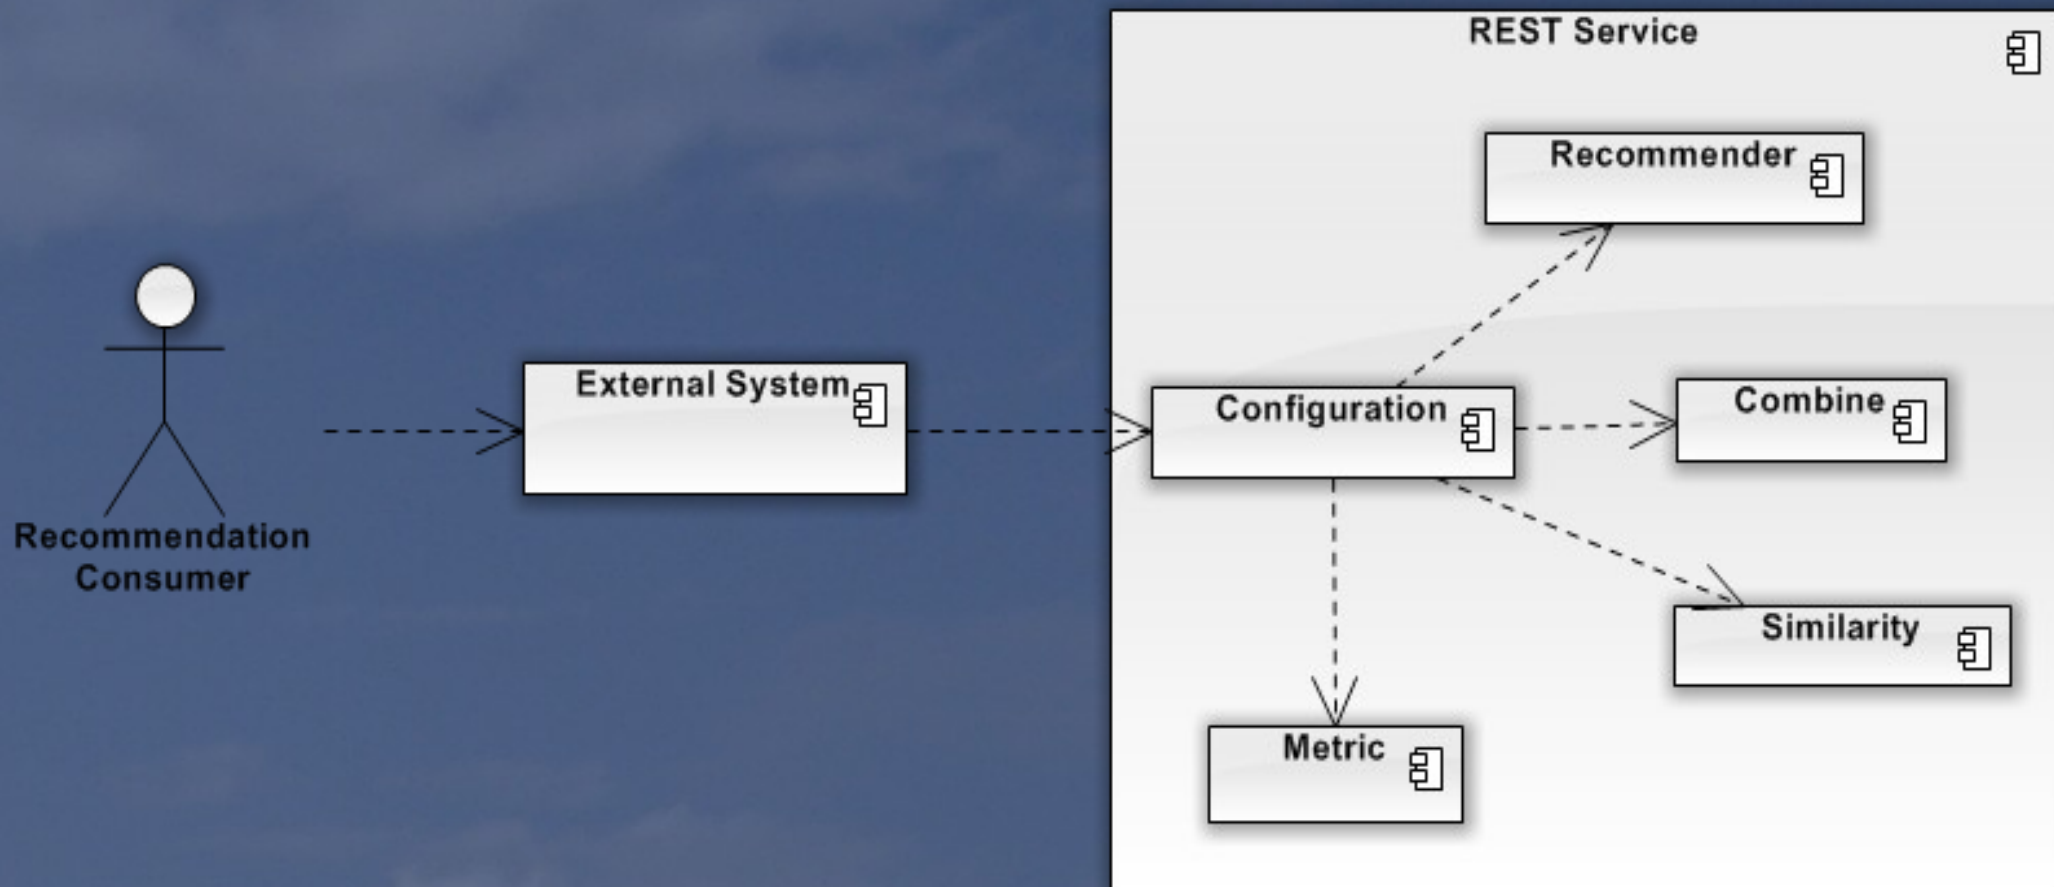 REST Service
Recommender
External System
Configuration
Combine
Recommendation
Consumer
Similarity
Metric